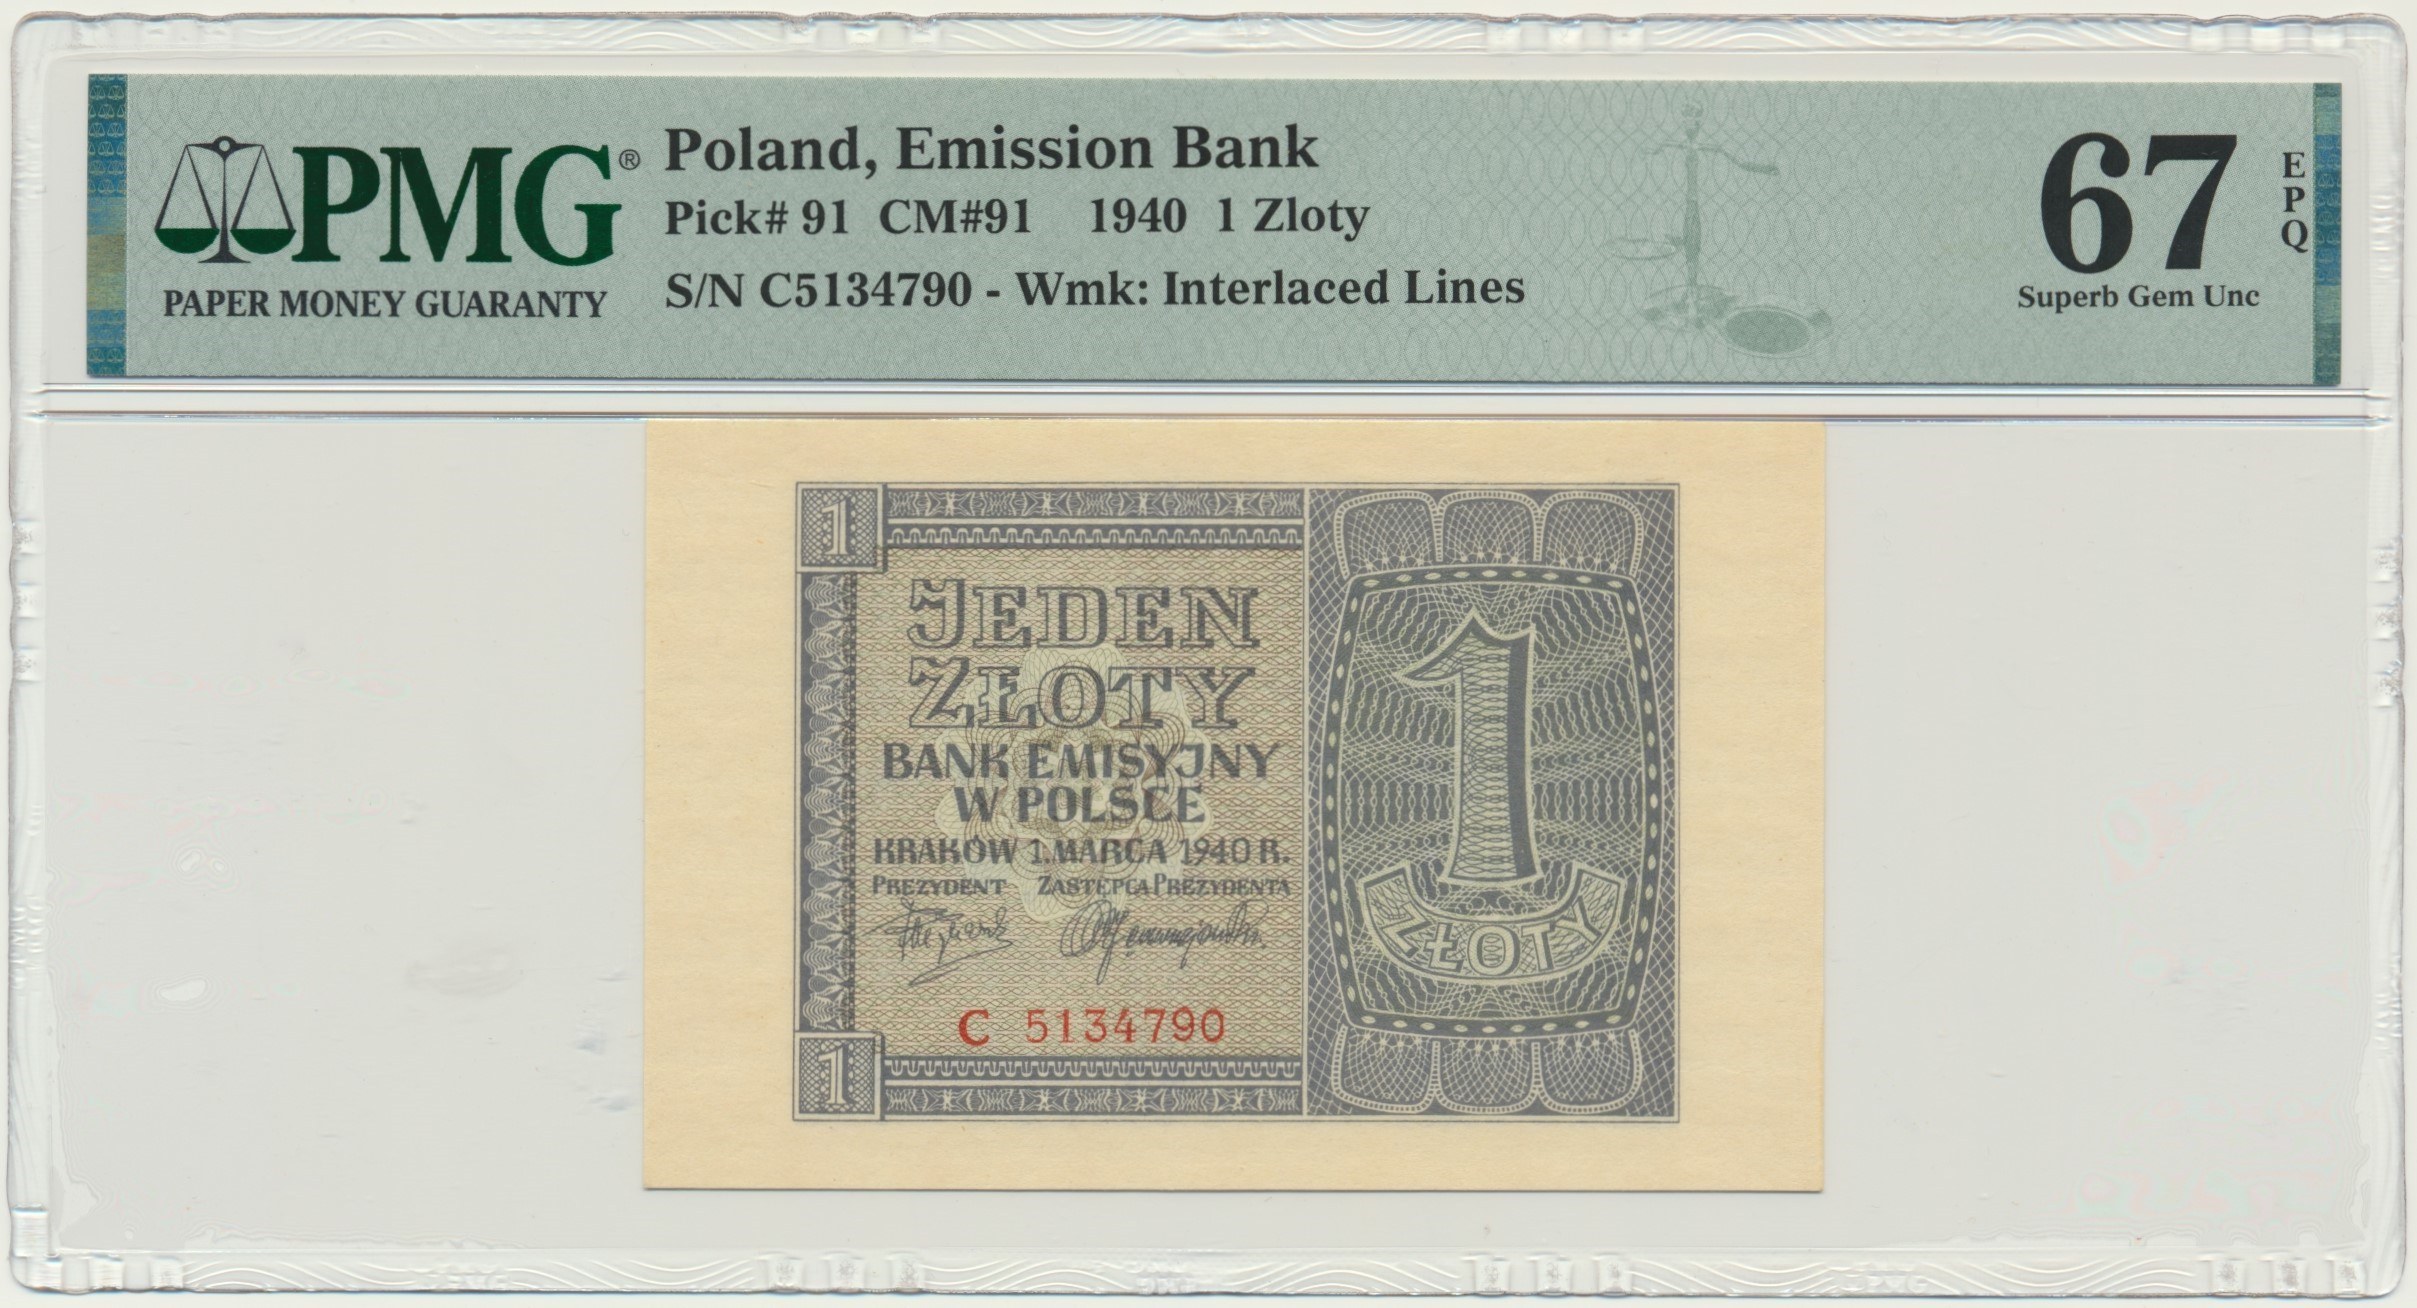 PMG®
PAPER MONEY GUARANTY
Poland, Emission Bank
Pick# 91 CM#91 1940 1 Zloty
S/N C5134790 - Wmk: Interlaced Lines
67
EPQ
Superb Gem Unc
1
JEDEN
ZŁOTY
BANK EMISYJNY
W POLSCE
KRAKÓW 1. MARCA 1940 R.
PREZYDENT ZASTĘPCA PREZYDENTA
C 5134790
1
1
ZŁOTY